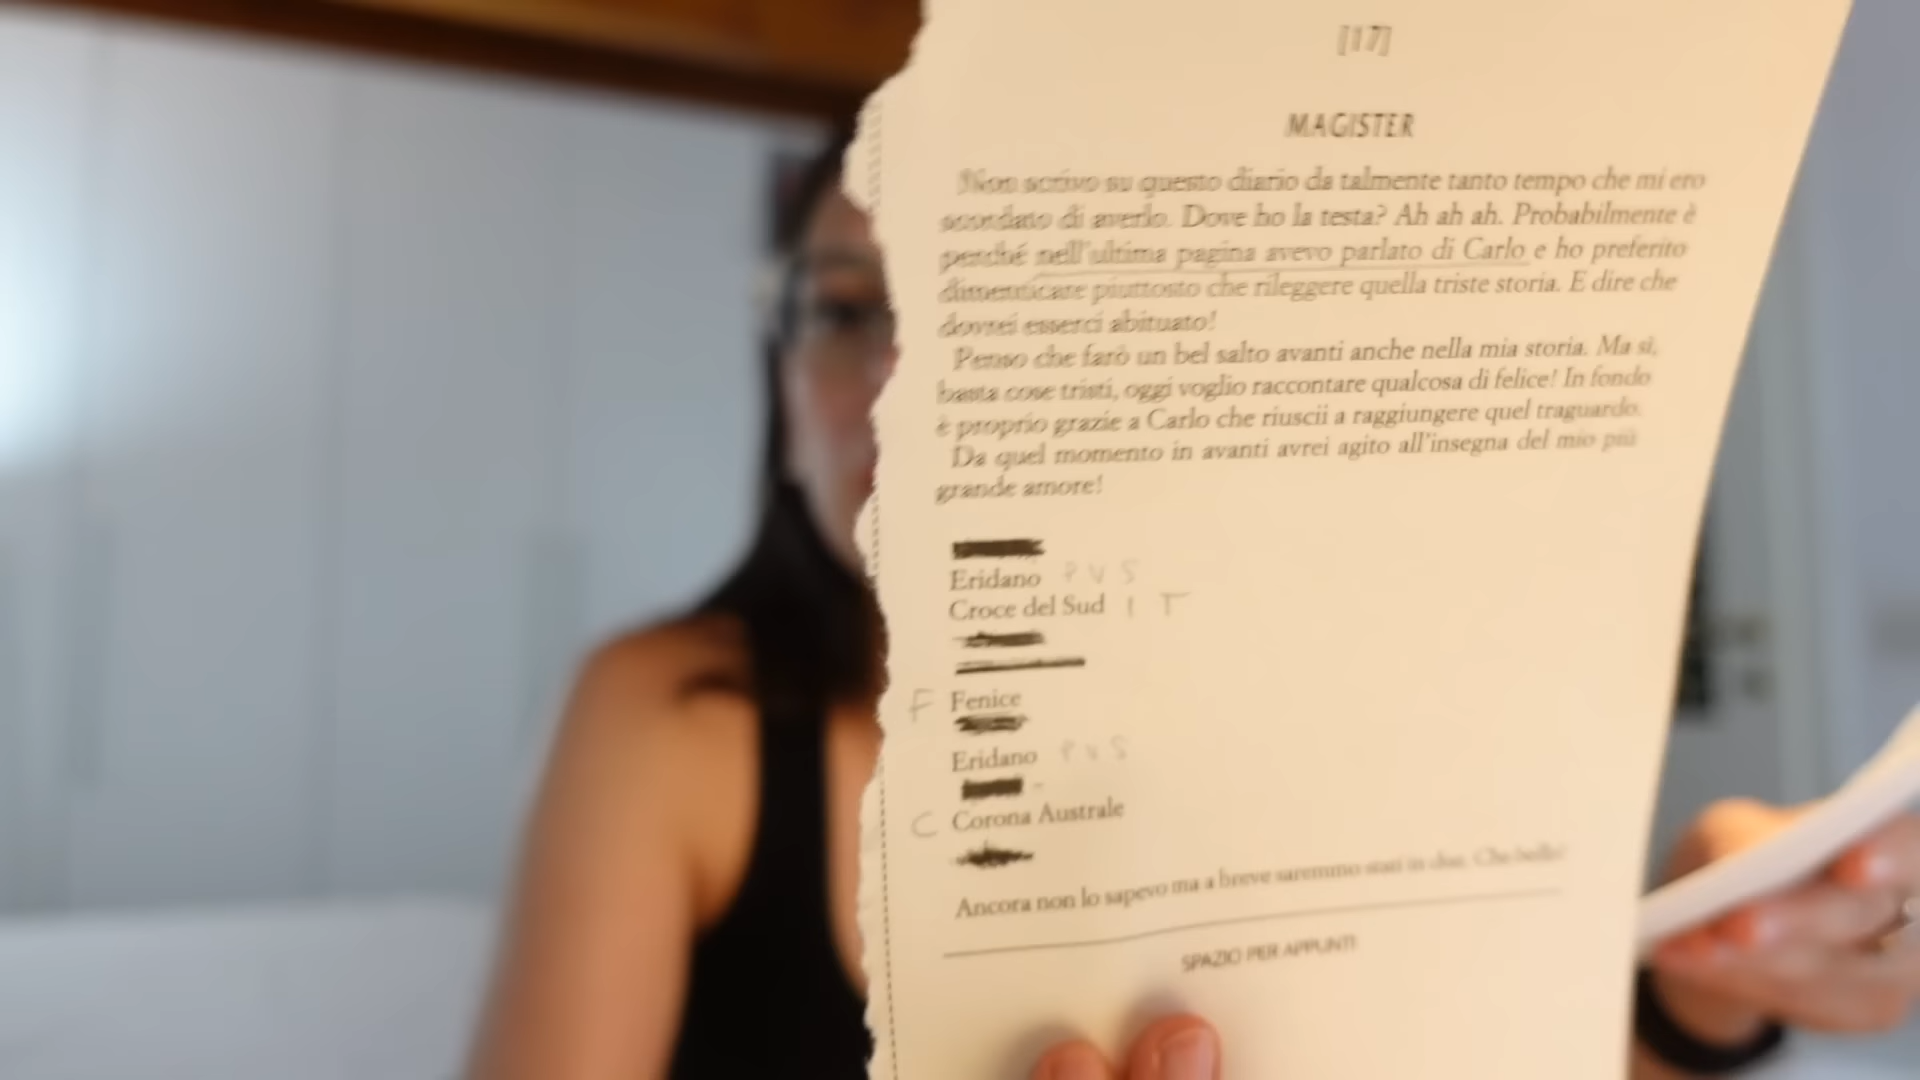 [17]
MAGISTER
Non scrivo su questo diario da talmente tanto tempo che mi ero
scordato di averlo. Dove ho la testa? Ah ah ah. Probabilmente è
perché nell'ultima pagina avevo parlato di Carlo e ho preferito
dimenticare piuttosto che rileggere quella triste storia. E dire che
dovrei esserci abituato!
Penso che farò un bel salto avanti anche nella mia storia. Ma sì,
basta cose tristi, oggi voglio raccontare qualcosa di felice! In fondo
è proprio grazie a Carlo che riuscii a raggiungere quel traguardo.
Da quel momento in avanti avrei agito all'insegna del mio più
grande amore!
Eridano P V S
Croce del Sud I T
F Fenice
Eridano P V S
C Corona Australe
Ancora non lo sapevo ma a breve saremmo stati in due. Che bello!
SPAZIO PER APPUNTI